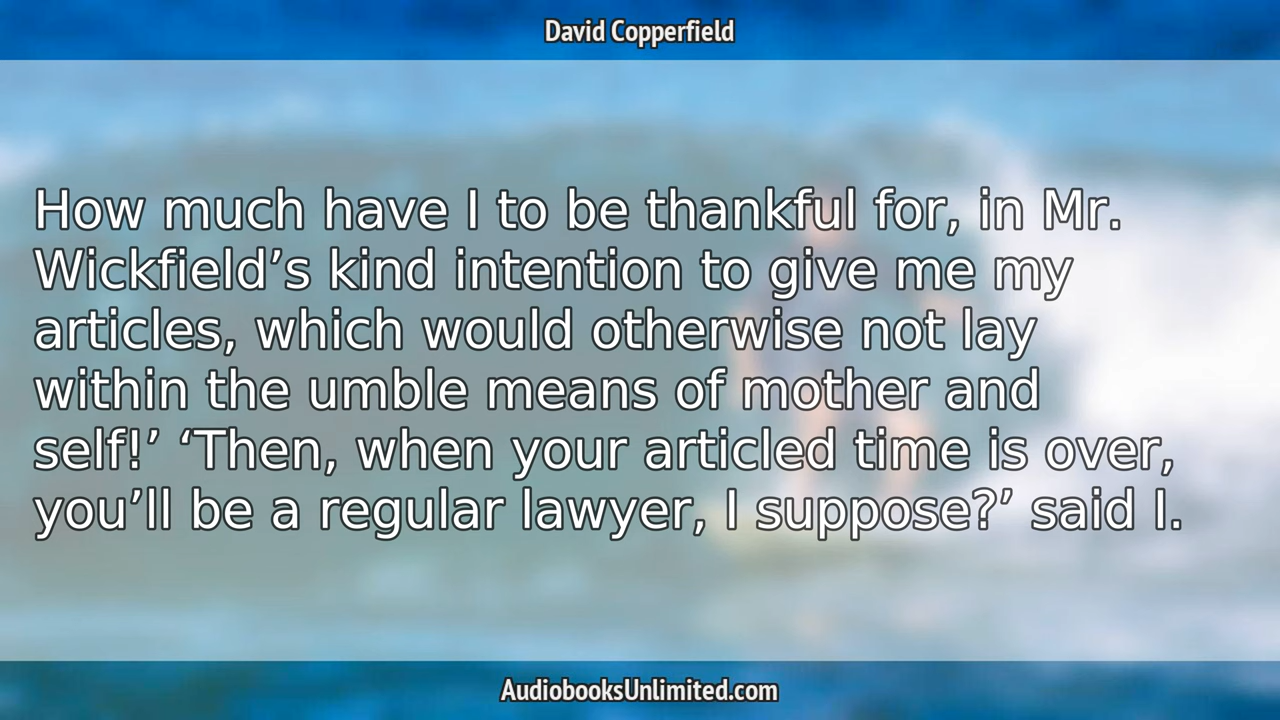 David Copperfield
How much have I to be thankful for, in Mr.
Wickfield’s kind intention to give me my
articles, which would otherwise not lay
within the umble means of mother and
self!’ ‘Then, when your articled time is over,
you’ll be a regular lawyer, I suppose?’ said I.
AudiobooksUnlimited.com